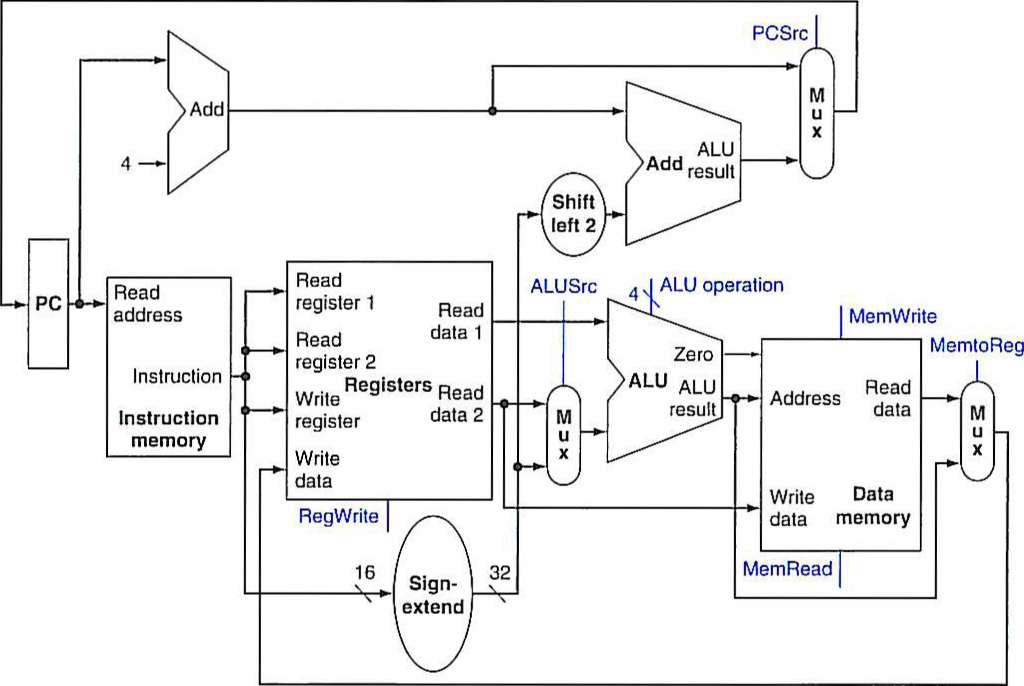 PCSrc
M
u
x
Add
4
Add
ALU
result
Shift
left 2
PC
Read
address
Instruction
Instruction
memory
Read
register 1
Read
register 2
Write
register
Write
data
Registers
Read
data 1
Read
data 2
RegWrite
16
Sign-
extend
32
ALUSrc
M
u
x
4
ALU operation
Zero
ALU
ALU
result
MemWrite
Address
Read
data
Write
data
Data
memory
MemRead
MemtoReg
M
u
x